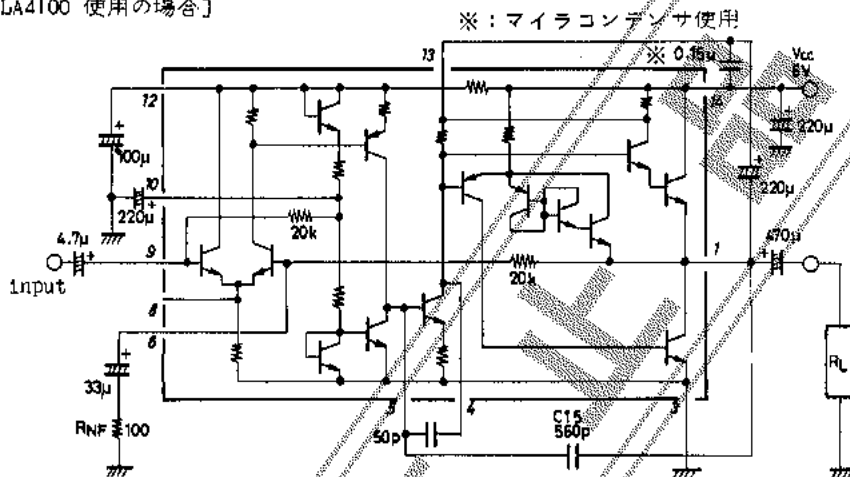 LA4100 使用の場合]
※：マイラコンデンサ使用
13
※ 0.15μ
Vcc
6V
12
14
+
100μ
+
220μ
10
220μ
+
+
220μ
20k
4.7μ
+
9
1
+
470μ
input
20k
8
6
+
33μ
RL
RNF
100
5
4
3
50p
C15
560p